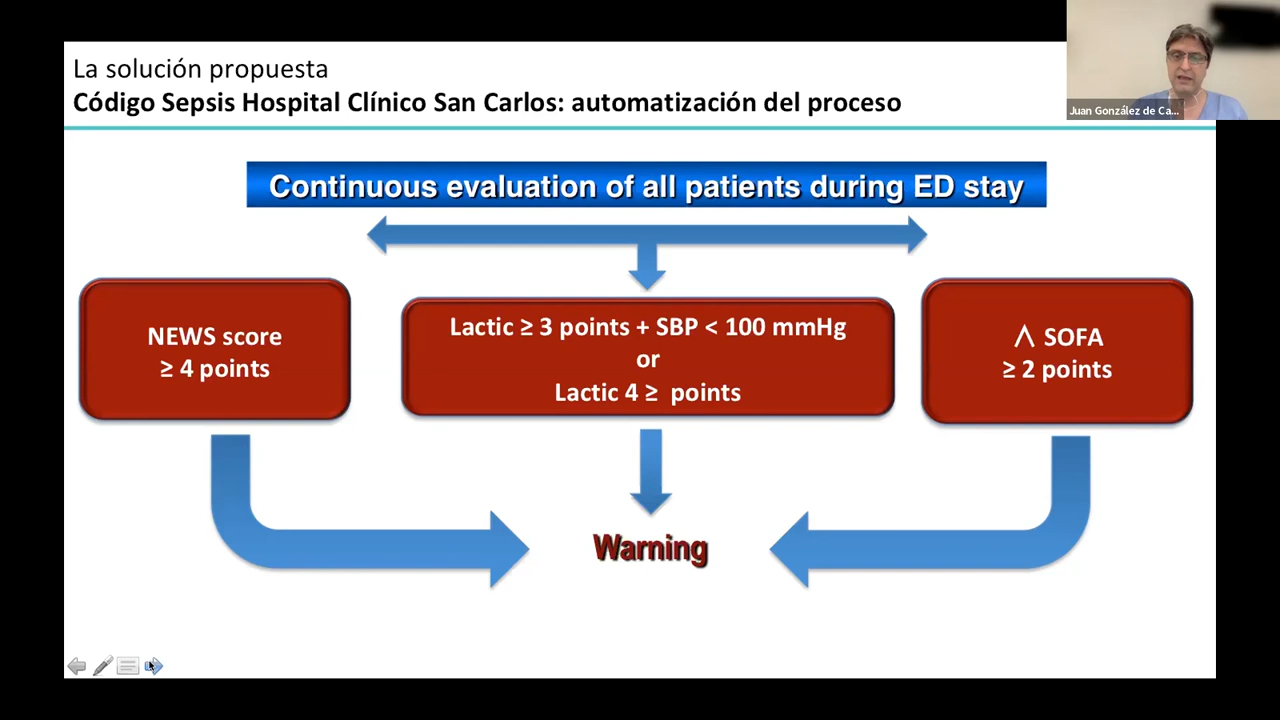 La solución propuesta
Código Sepsis Hospital Clínico San Carlos: automatización del proceso
Juan González de Ca...
Continuous evaluation of all patients during ED stay
NEWS score
≥ 4 points
Lactic ≥ 3 points + SBP < 100 mmHg
or
Lactic 4 ≥ points
Λ SOFA
≥ 2 points
Warning